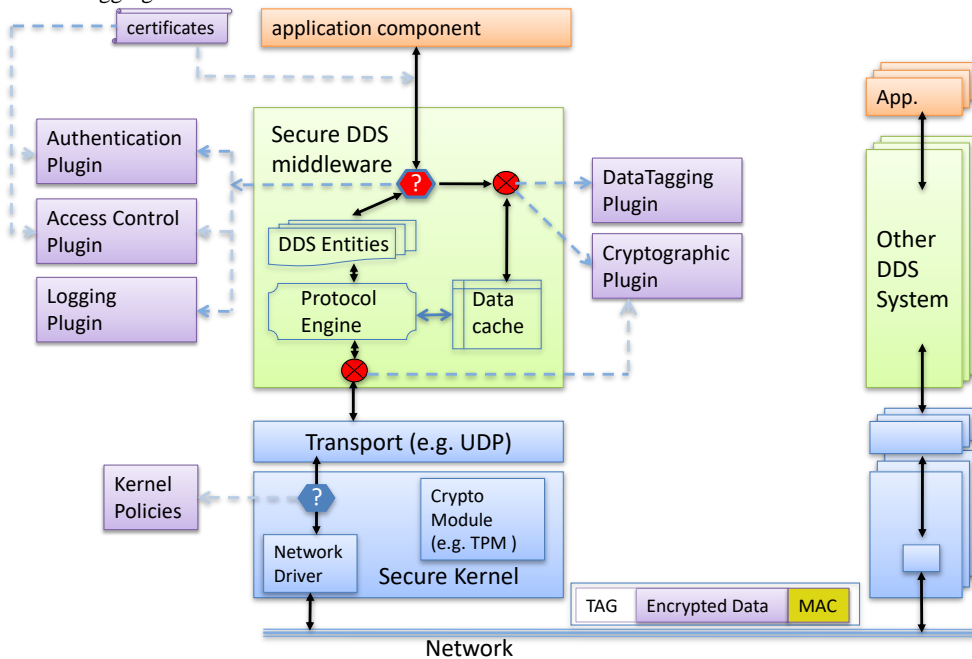 certificates
application component
App.
Authentication
Plugin
Secure DDS
middleware
?
DataTagging
Plugin
Access Control
Plugin
DDS Entities
Cryptographic
Plugin
Other
DDS
System
Logging
Plugin
Protocol
Engine
Data
cache
Transport (e.g. UDP)
Kernel
Policies
?
Crypto
Module
(e.g. TPM )
Network
Driver
Secure Kernel
TAG
Encrypted Data
MAC
Network